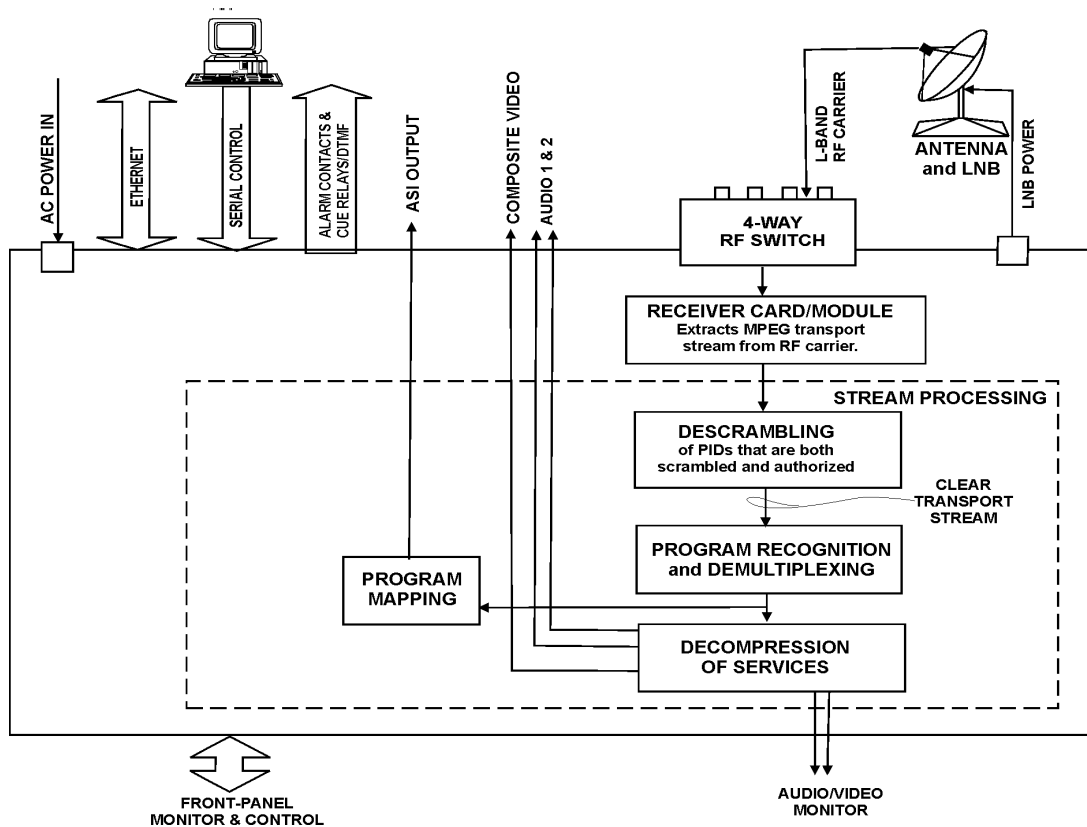 AC POWER IN
ETHERNET
SERIAL CONTROL
ALARM CONTACTS &
CUE RELAYS/DTMF
ASI OUTPUT
COMPOSITE VIDEO
AUDIO 1 & 2
L-BAND
RF CARRIER
ANTENNA
and LNB
LNB POWER
4-WAY
RF SWITCH
RECEIVER CARD/MODULE
Extracts MPEG transport
stream from RF carrier.
STREAM PROCESSING
DESCRAMBLING
of PIDs that are both
scrambled and authorized
CLEAR
TRANSPORT
STREAM
PROGRAM RECOGNITION
and DEMULTIPLEXING
PROGRAM
MAPPING
DECOMPRESSION
OF SERVICES
FRONT-PANEL
MONITOR & CONTROL
AUDIO/VIDEO
MONITOR